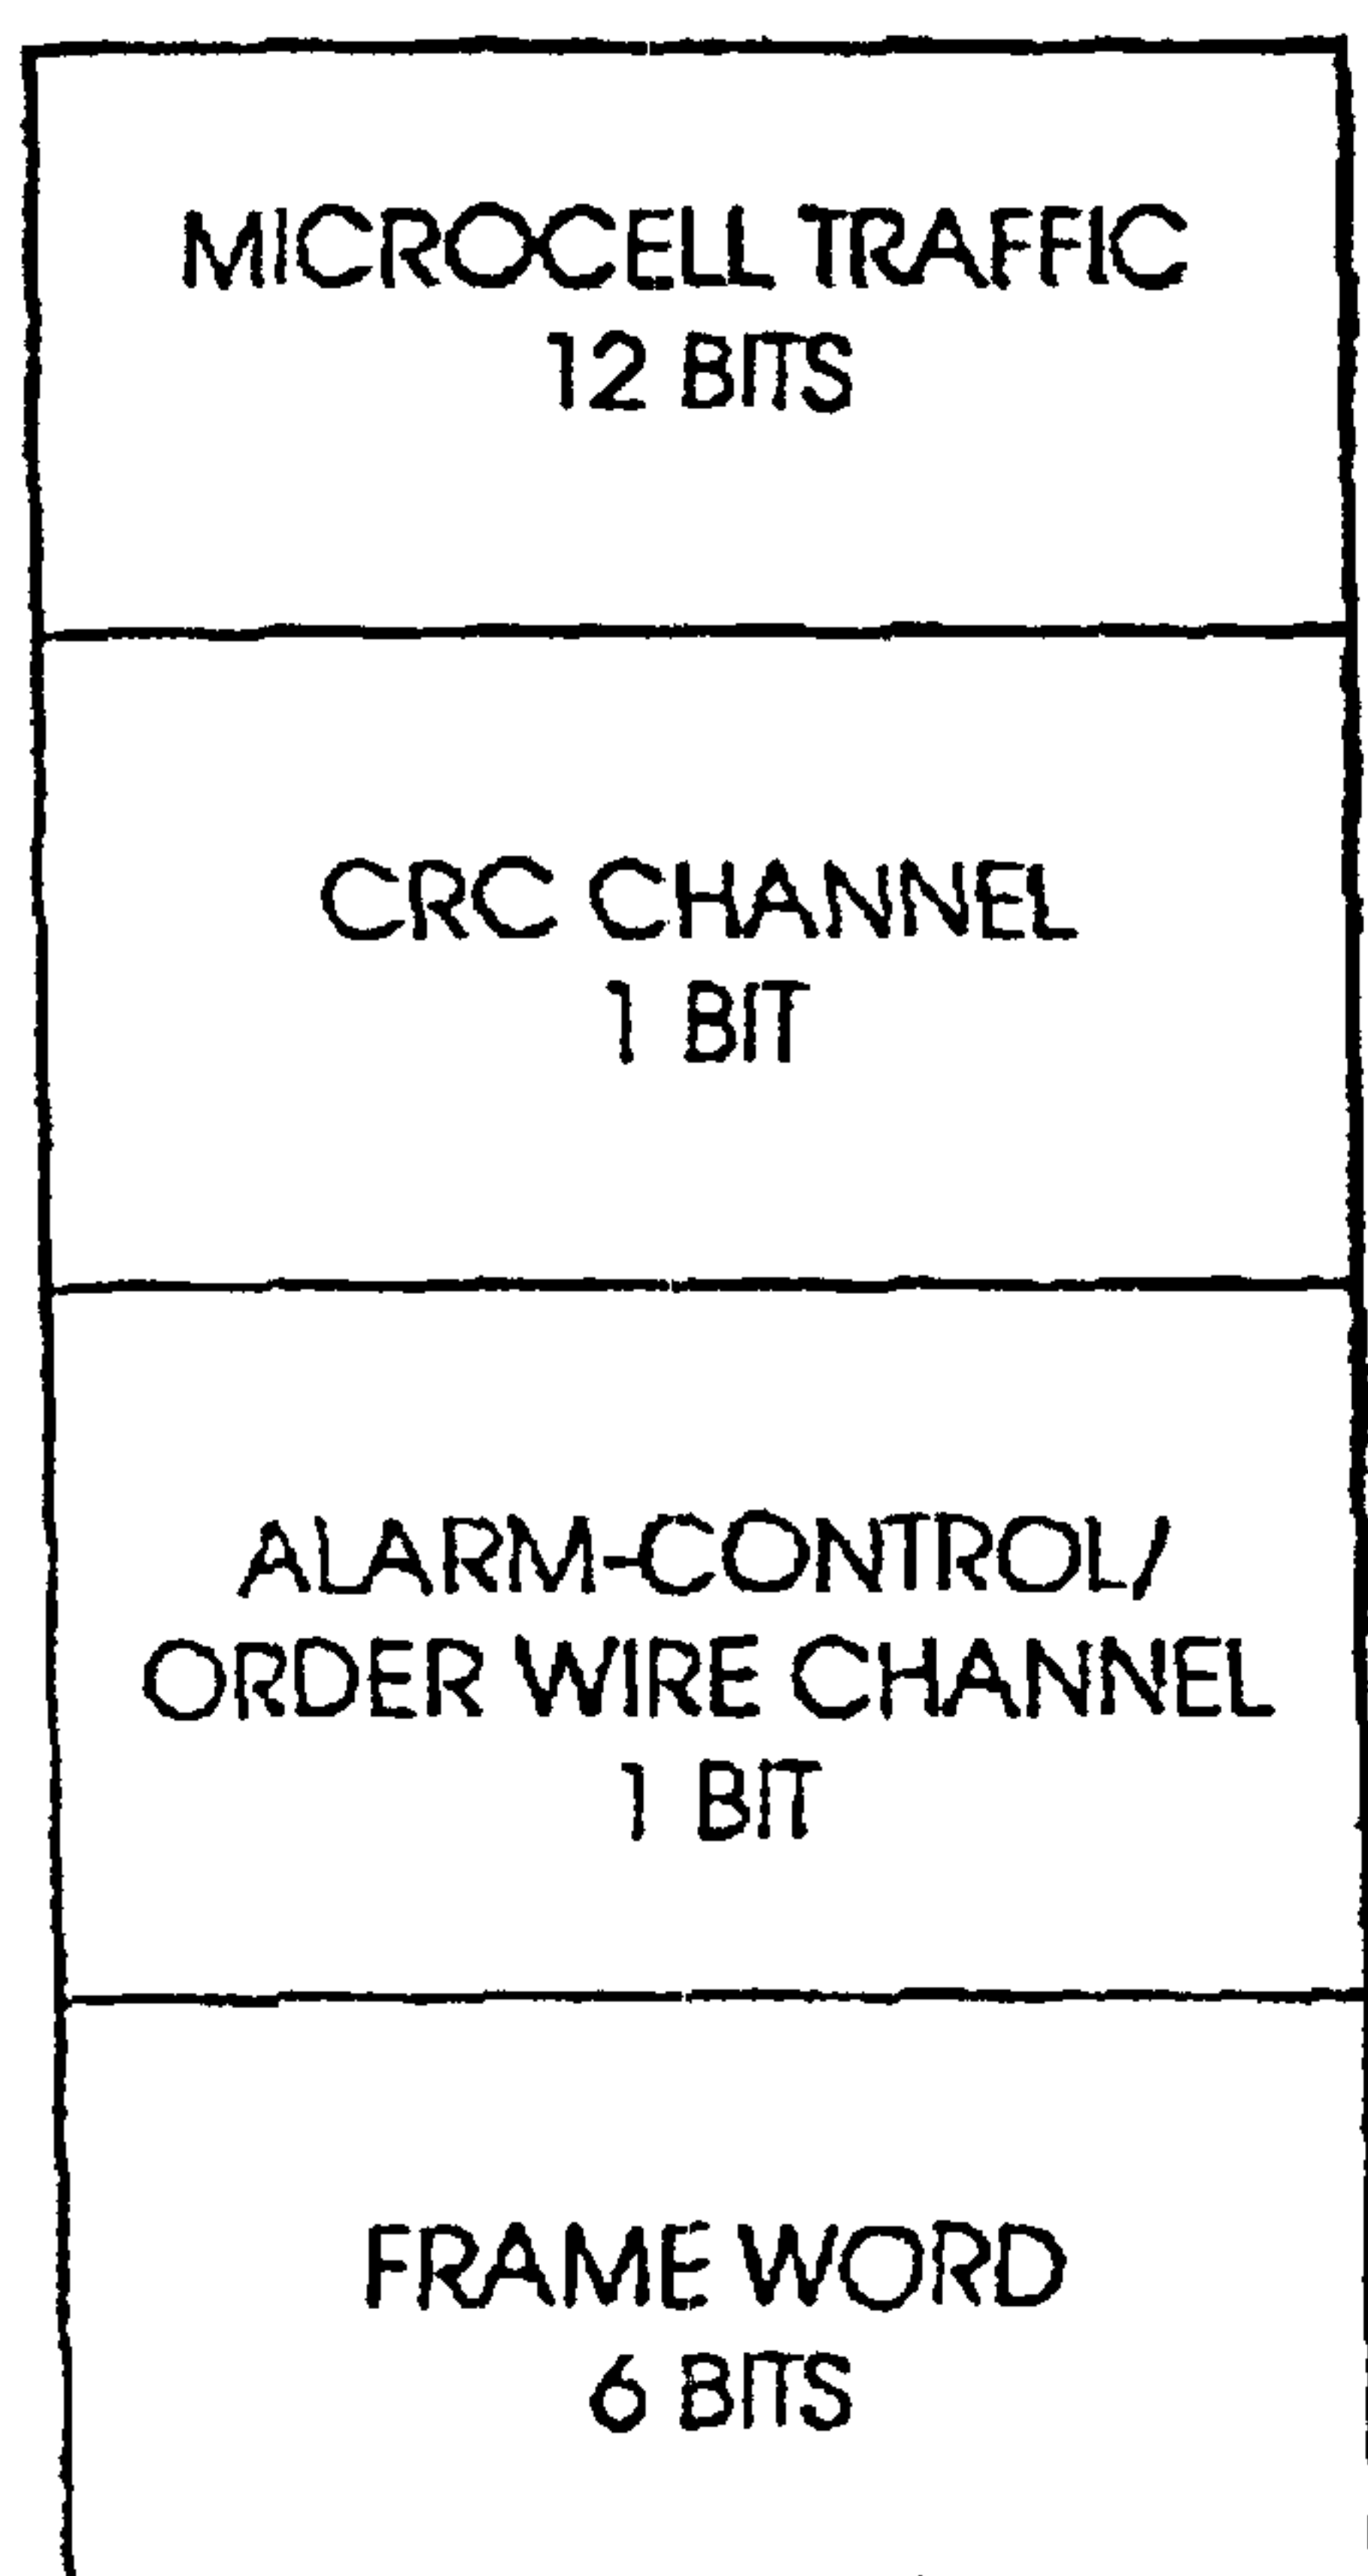 MICROCELL TRAFFIC
12 BITS
CRC CHANNEL
1 BIT
ALARM-CONTROL/
ORDER WIRE CHANNEL
1 BIT
FRAME WORD
6 BITS